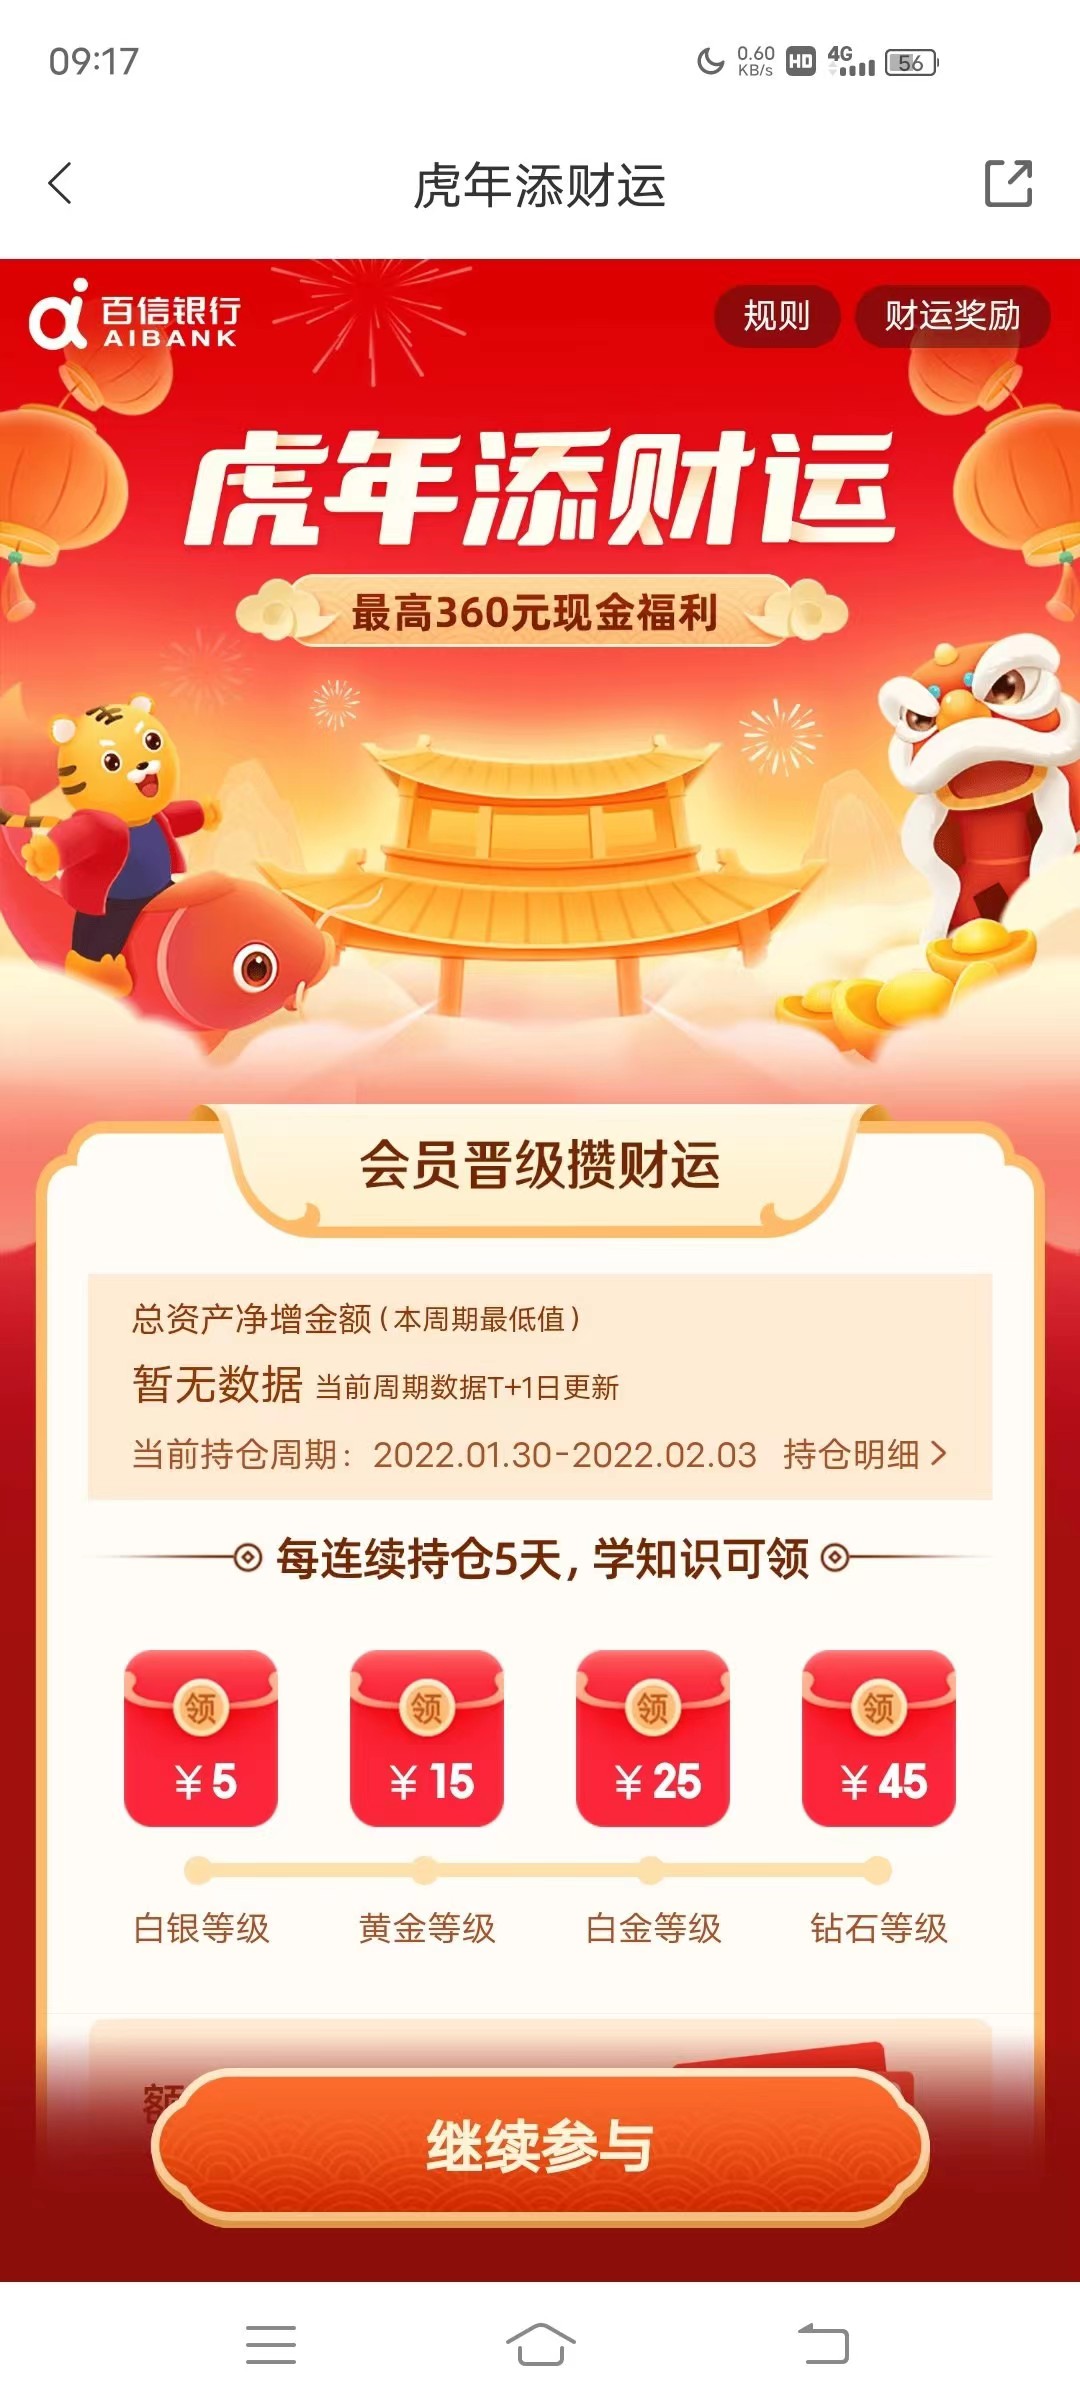 09:17
0.60
KB/s
HD
4G
56
虎年添财运
百信银行
AIBANK
规则
财运奖励
虎年添财运
最高360元现金福利
会员晋级攒财运
总资产净增金额(本周期最低值)
暂无数据 当前周期数据T+1日更新
当前持仓周期: 2022.01.30-2022.02.03 持仓明细
每连续持仓5天,学知识可领
领 领 领 领
¥5 ¥15 ¥25 ¥45
白银等级 黄金等级 白金等级 钻石等级
额
继续参与